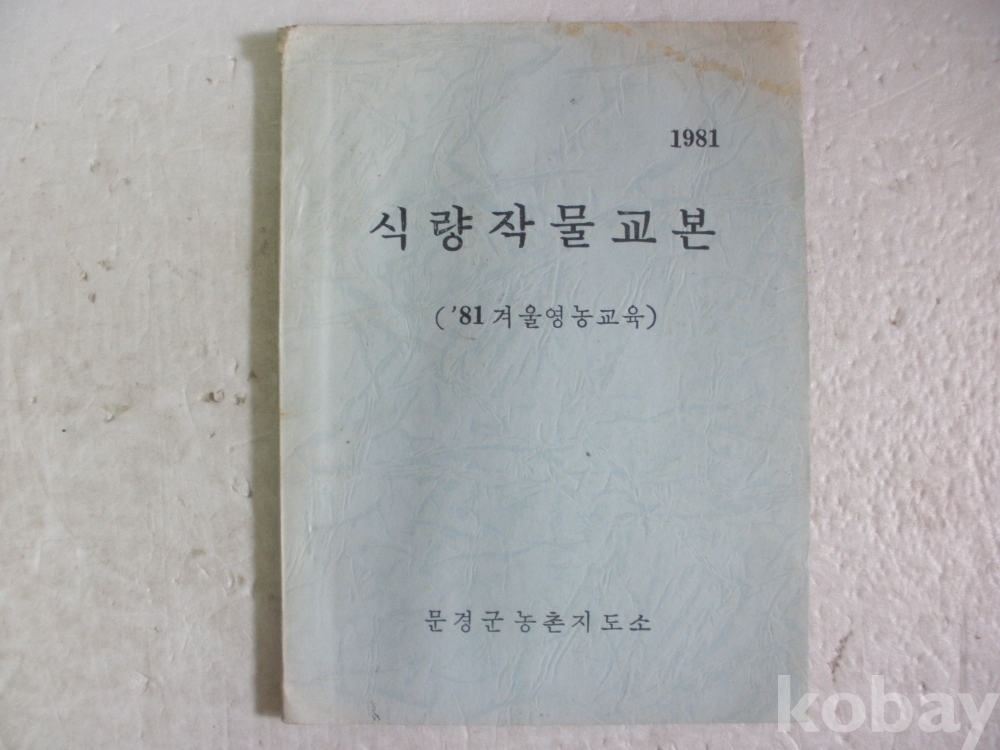 1981
식량작물교본
('81 겨울영농교육)
문경군 농촌지도소
kobay